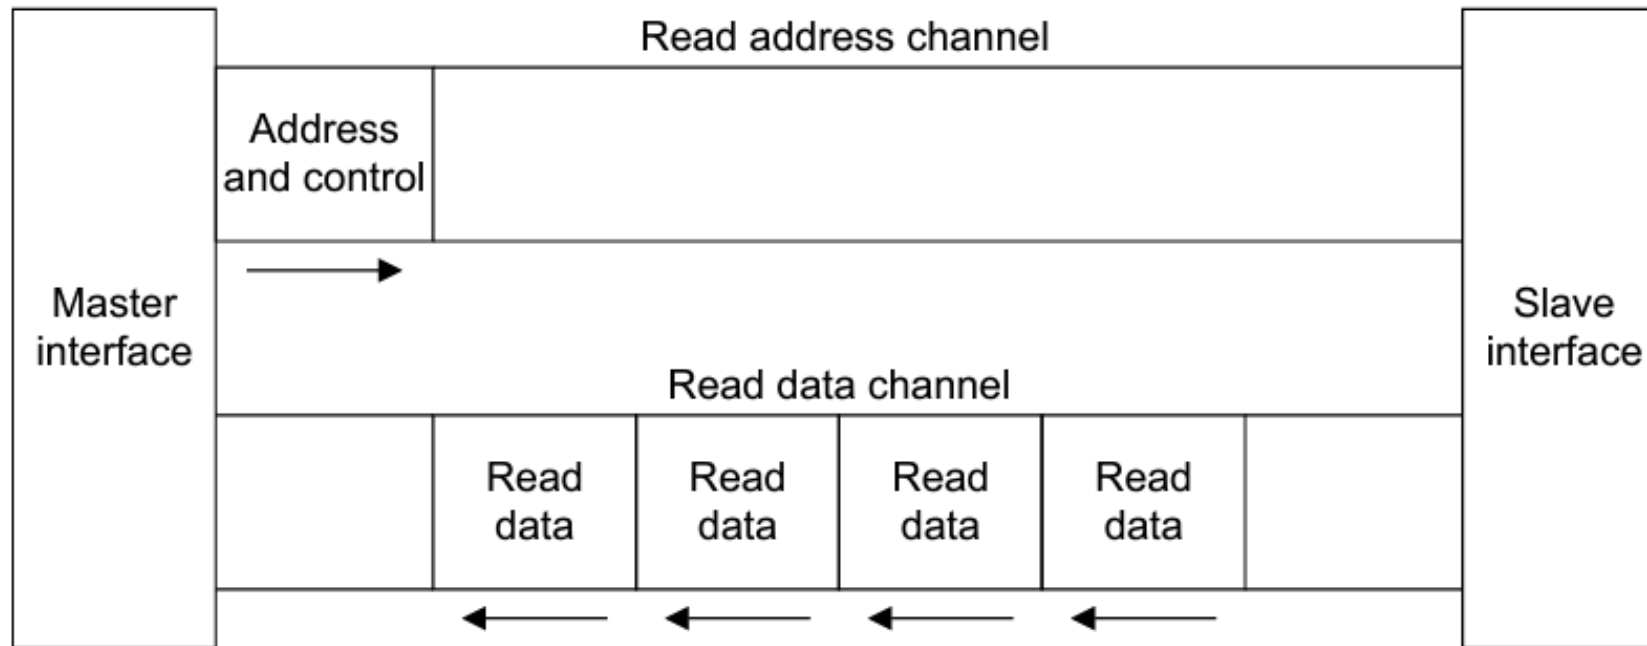 Read address channel
Address
and control
Master
interface
Slave
interface
Read data channel
Read
data
Read
data
Read
data
Read
data